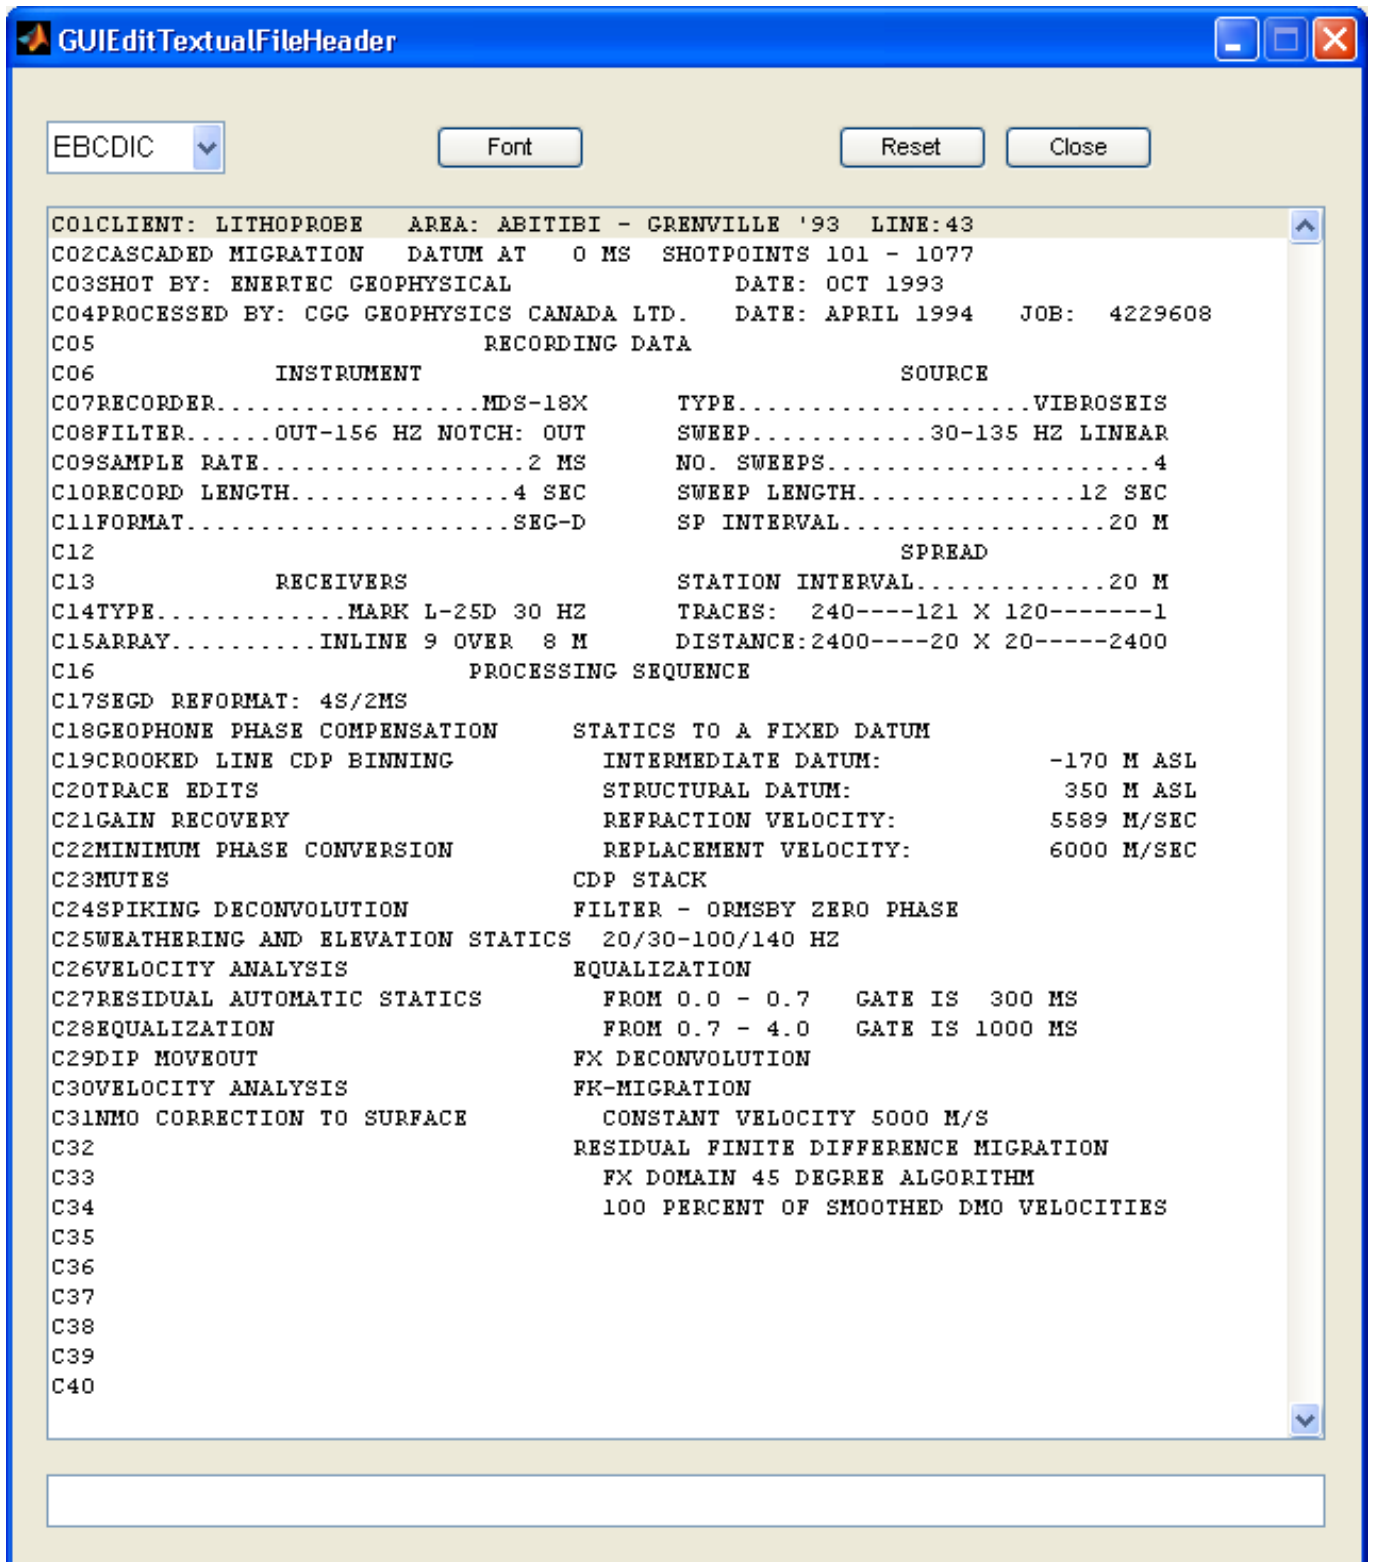 GUIEditTextualFileHeader
EBCDIC Font Reset Close
C01CLIENT: LITHOPROBE   AREA: ABITIBI - GRENVILLE '93  LINE:43
C02CASCADED MIGRATION   DATUM AT   0 MS  SHOTPOINTS 101 - 1077
C03SHOT BY: ENERTEC GEOPHYSICAL               DATE: OCT 1993
C04PROCESSED BY: CGG GEOPHYSICS CANADA LTD.   DATE: APRIL 1994   JOB:  4229608
C05                          RECORDING DATA
C06            INSTRUMENT                                SOURCE
C07RECORDER..................MDS-18X      TYPE....................VIBROSEIS
C08FILTER......OUT-156 HZ NOTCH: OUT      SWEEP............30-135 HZ LINEAR
C09SAMPLE RATE..................2 MS      NO. SWEEPS......................4
C10RECORD LENGTH...............4 SEC      SWEEP LENGTH...............12 SEC
C11FORMAT......................SEG-D      SP INTERVAL..................20 M
C12                                                      SPREAD
C13            RECEIVERS                  STATION INTERVAL.............20 M
C14TYPE.............MARK L-25D 30 HZ      TRACES:  240----121 X 120-------1
C15ARRAY..........INLINE 9 OVER  8 M      DISTANCE:2400----20 X 20-----2400
C16                         PROCESSING SEQUENCE
C17SEGD REFORMAT: 4S/2MS
C18GEOPHONE PHASE COMPENSATION     STATICS TO A FIXED DATUM
C19CROOKED LINE CDP BINNING          INTERMEDIATE DATUM:           -170 M ASL
C20TRACE EDITS                       STRUCTURAL DATUM:              350 M ASL
C21GAIN RECOVERY                     REFRACTION VELOCITY:          5589 M/SEC
C22MINIMUM PHASE CONVERSION          REPLACEMENT VELOCITY:         6000 M/SEC
C23MUTES                           CDP STACK
C24SPIKING DECONVOLUTION           FILTER - ORMSBY ZERO PHASE
C25WEATHERING AND ELEVATION STATICS  20/30-100/140 HZ
C26VELOCITY ANALYSIS               EQUALIZATION
C27RESIDUAL AUTOMATIC STATICS        FROM 0.0 - 0.7   GATE IS  300 MS
C28EQUALIZATION                      FROM 0.7 - 4.0   GATE IS 1000 MS
C29DIP MOVEOUT                     FX DECONVOLUTION
C30VELOCITY ANALYSIS               FK-MIGRATION
C31NMO CORRECTION TO SURFACE         CONSTANT VELOCITY 5000 M/S
C32                                RESIDUAL FINITE DIFFERENCE MIGRATION
C33                                  FX DOMAIN 45 DEGREE ALGORITHM
C34                                  100 PERCENT OF SMOOTHED DMO VELOCITIES
C35
C36
C37
C38
C39
C40